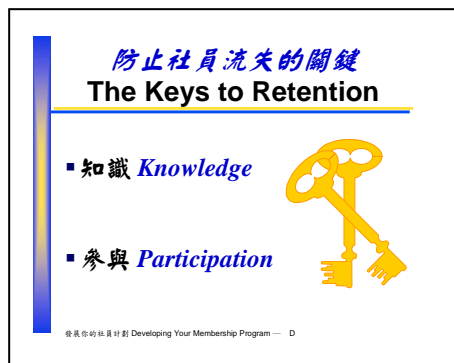 防止社員流失的關鍵
The Keys to Retention
▪知識 Knowledge
▪參與 Participation
發展你的社員計劃 Developing Your Membership Program — D